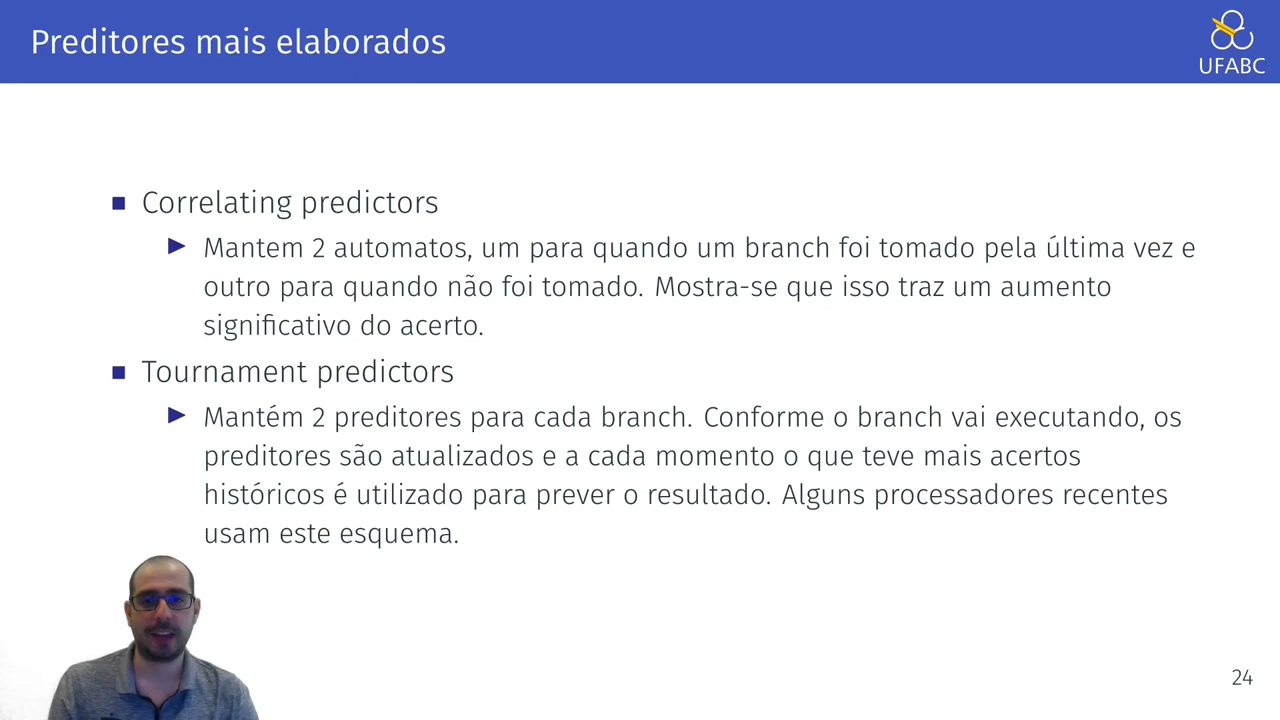 Preditores mais elaborados
UFABC
Correlating predictors
Mantem 2 automatos, um para quando um branch foi tomado pela última vez e
outro para quando não foi tomado. Mostra-se que isso traz um aumento
significativo do acerto.
Tournament predictors
Mantém 2 preditores para cada branch. Conforme o branch vai executando, os
preditores são atualizados e a cada momento o que teve mais acertos
históricos é utilizado para prever o resultado. Alguns processadores recentes
usam este esquema.
24